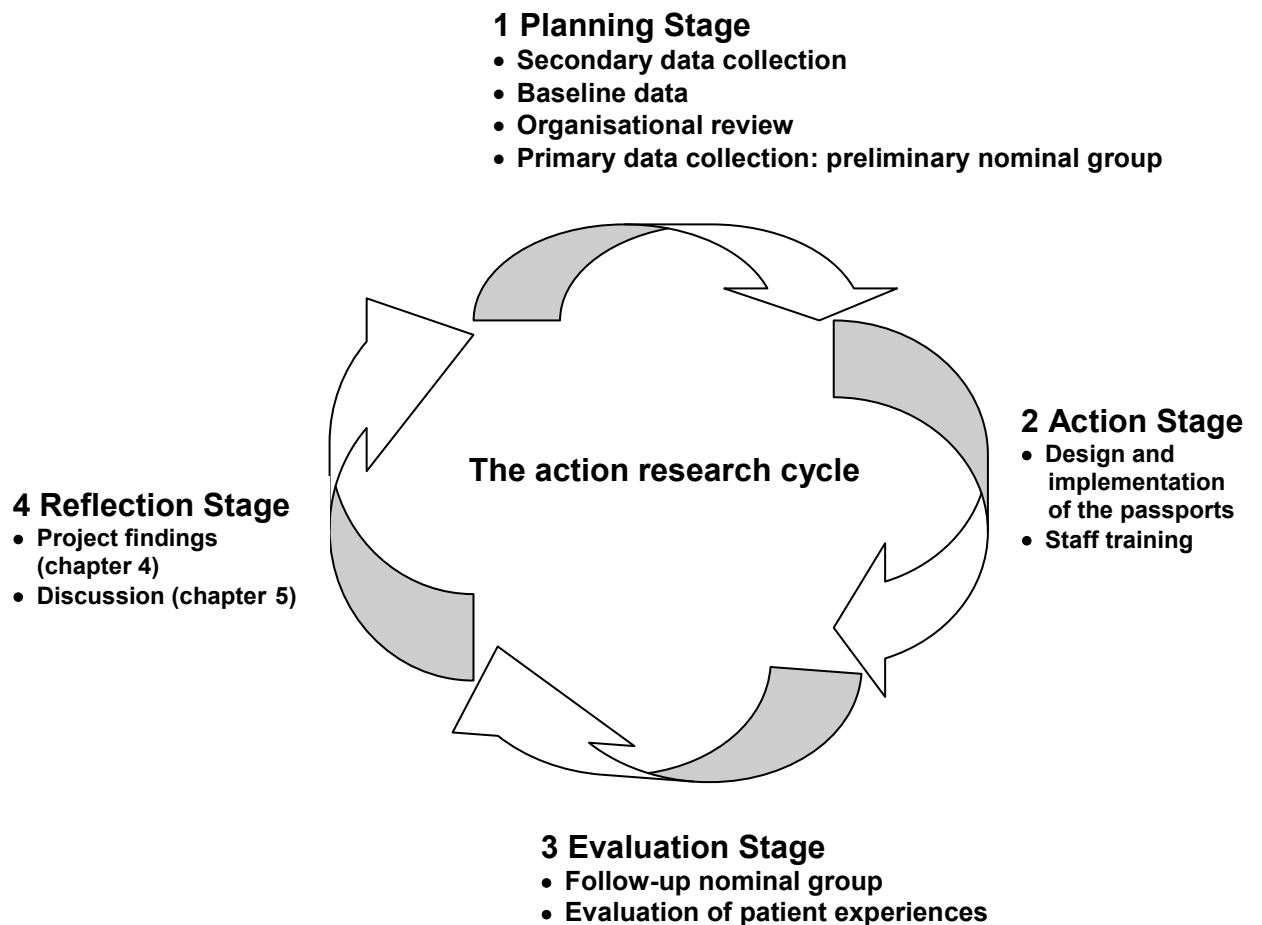 1 Planning Stage
• Secondary data collection
• Baseline data
• Organisational review
• Primary data collection: preliminary nominal group
The action research cycle
2 Action Stage
• Design and
implementation
of the passports
• Staff training
4 Reflection Stage
• Project findings
(chapter 4)
• Discussion (chapter 5)
3 Evaluation Stage
• Follow-up nominal group
• Evaluation of patient experiences